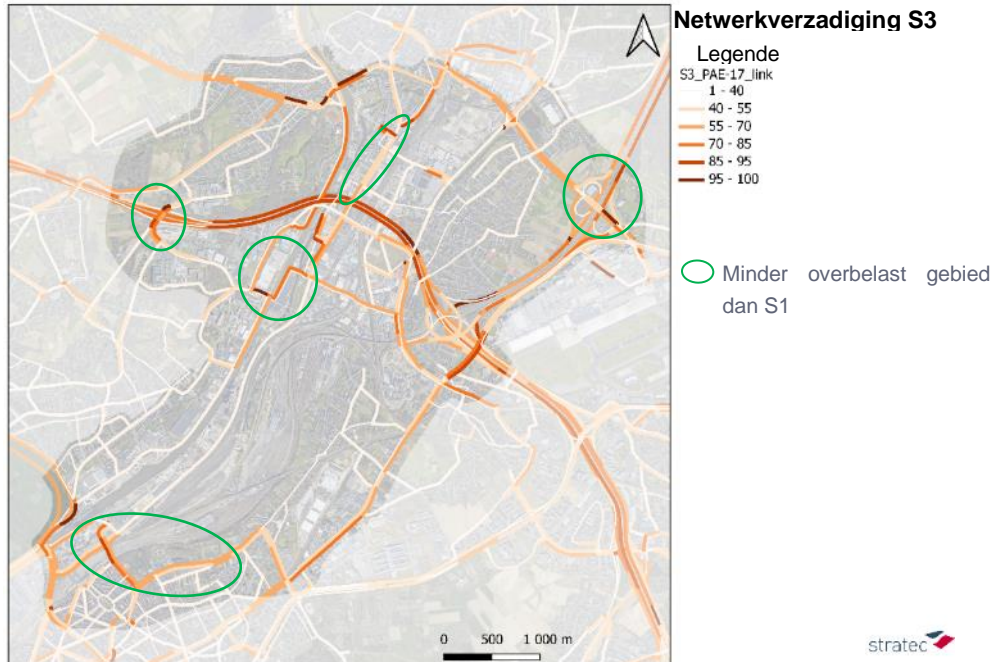 Netwerkverzadiging S3
Legende
S3_PAE-17_link
1 - 40
40 - 55
55 - 70
70 - 85
85 - 95
95 - 100
Minder overbelast gebied
dan S1
0 500 1 000 m
stratec